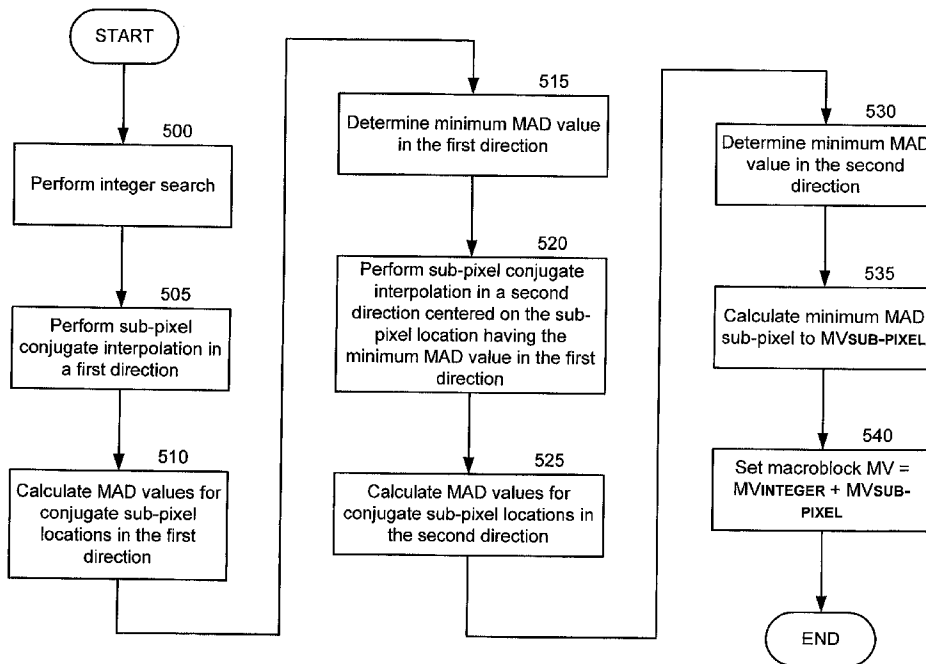 START
500
Perform integer search
505
Perform sub-pixel
conjugate interpolation in
a first direction
510
Calculate MAD values for
conjugate sub-pixel
locations in the first
direction
515
Determine minimum MAD value
in the first direction
520
Perform sub-pixel conjugate
interpolation in a second
direction centered on the sub-
pixel location having the
minimum MAD value in the first
direction
525
Calculate MAD values for
conjugate sub-pixel locations in
the second direction
530
Determine minimum MAD
value in the second
direction
535
Calculate minimum MAD
sub-pixel to MVSUB-PIXEL
540
Set macroblock MV =
MVINTEGER + MVSUB-
PIXEL
END